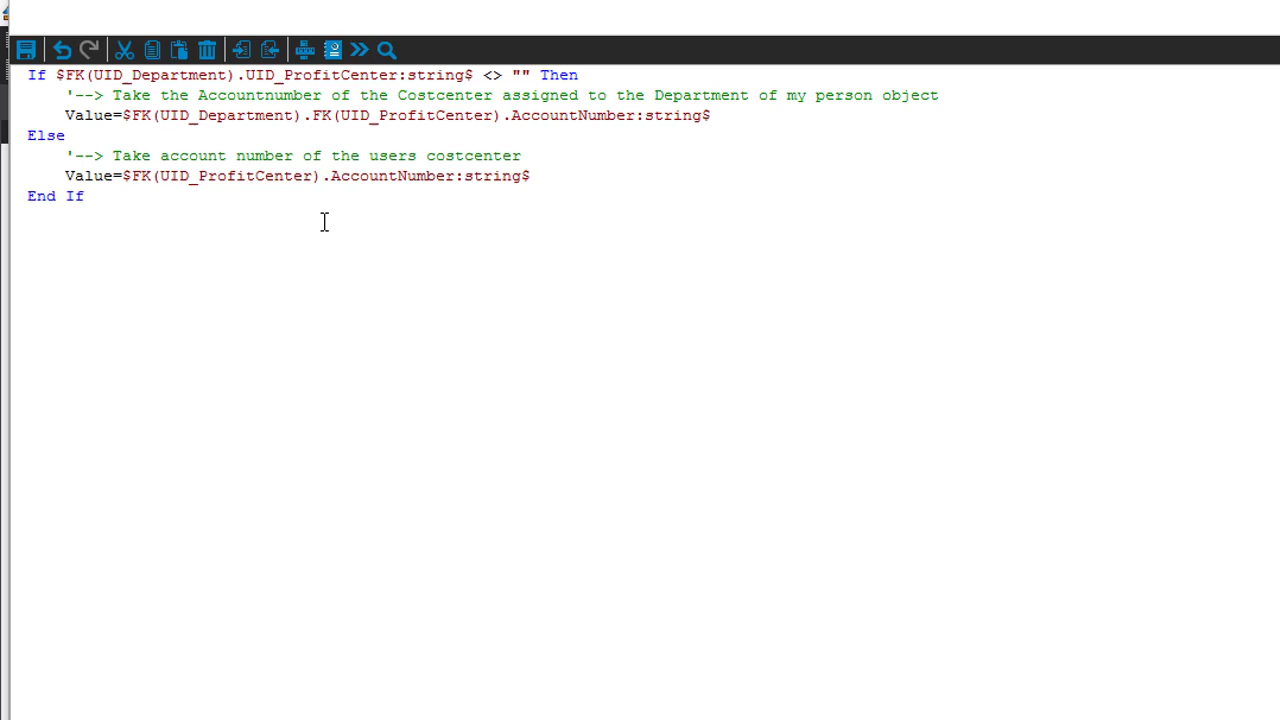 If $FK(UID_Department).UID_ProfitCenter:string$ <> "" Then
'--> Take the Accountnumber of the Costcenter assigned to the Department of my person object
Value=$FK(UID_Department).FK(UID_ProfitCenter).AccountNumber:string$
Else
'--> Take account number of the users costcenter
Value=$FK(UID_ProfitCenter).AccountNumber:string$
End If